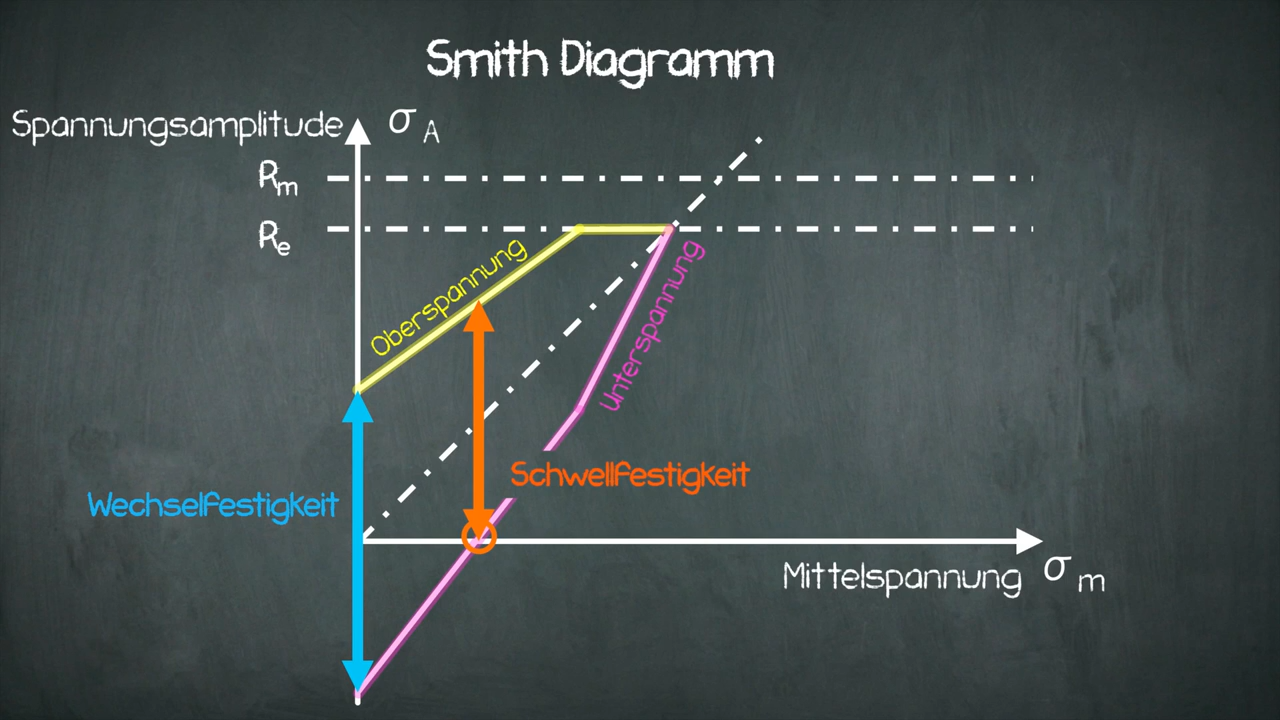 Smith Diagramm
Spannungsamplitude σ A
Rm
Re
Oberspannung
Unterspannung
Schwellfestigkeit
Wechselfestigkeit
Mittelspannung σ m